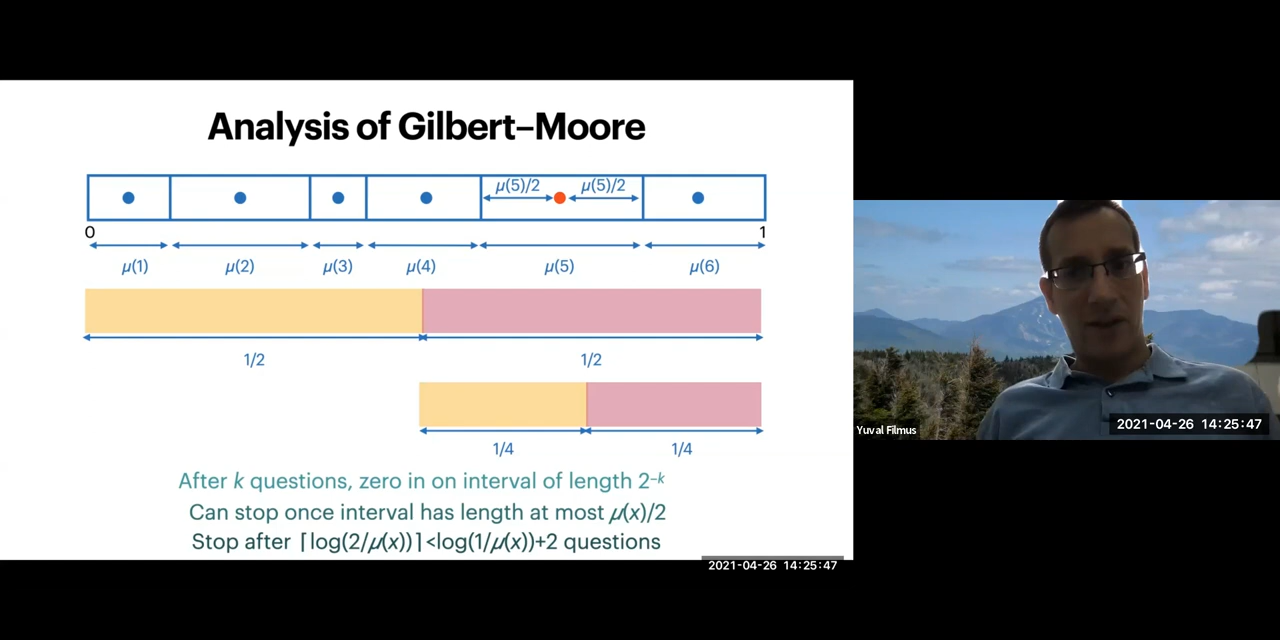 Analysis of Gilbert–Moore
μ(5)/2 μ(5)/2
0 1
μ(1) μ(2) μ(3) μ(4) μ(5) μ(6)
1/2 1/2
1/4 1/4
After k questions, zero in on interval of length 2⁻ᵏ
Can stop once interval has length at most μ(x)/2
Stop after ⌈log(2/μ(x))⌉<log(1/μ(x))+2 questions
2021-04-26 14:25:47
Yuval Filmus
2021-04-26 14:25:47